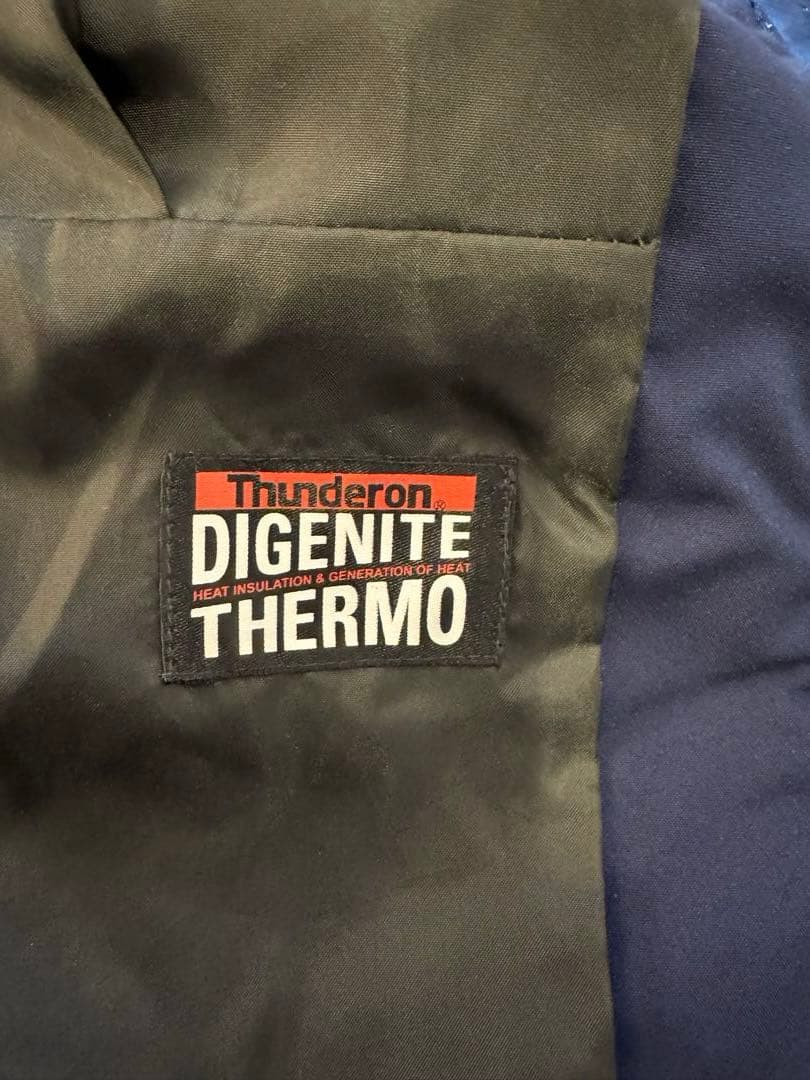 Thunderon®
DIGENITE
HEAT INSULATION & GENERATION OF HEAT
THERMO